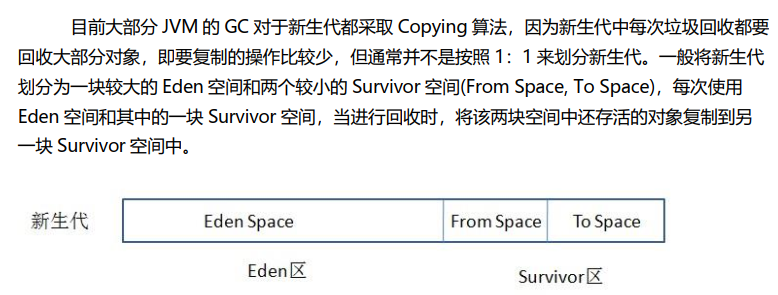 目前大部分 JVM 的 GC 对于新生代都采取 Copying 算法，因为新生代中每次垃圾回收都要
回收大部分对象，即要复制的操作比较少，但通常并不是按照 1：1 来划分新生代。一般将新生代
划分为一块较大的 Eden 空间和两个较小的 Survivor 空间(From Space, To Space)，每次使用
Eden 空间和其中的一块 Survivor 空间，当进行回收时，将该两块空间中还存活的对象复制到另
一块 Survivor 空间中。
新生代 Eden Space From Space To Space
Eden区 Survivor区